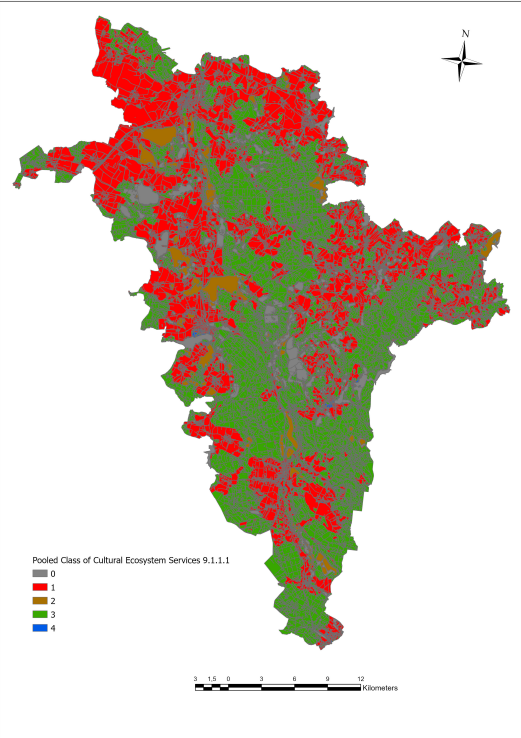 N
Pooled Class of Cultural Ecosystem Services 9.1.1.1
0
1
2
3
4
3 1,5 0 3 6 9 12
Kilometers